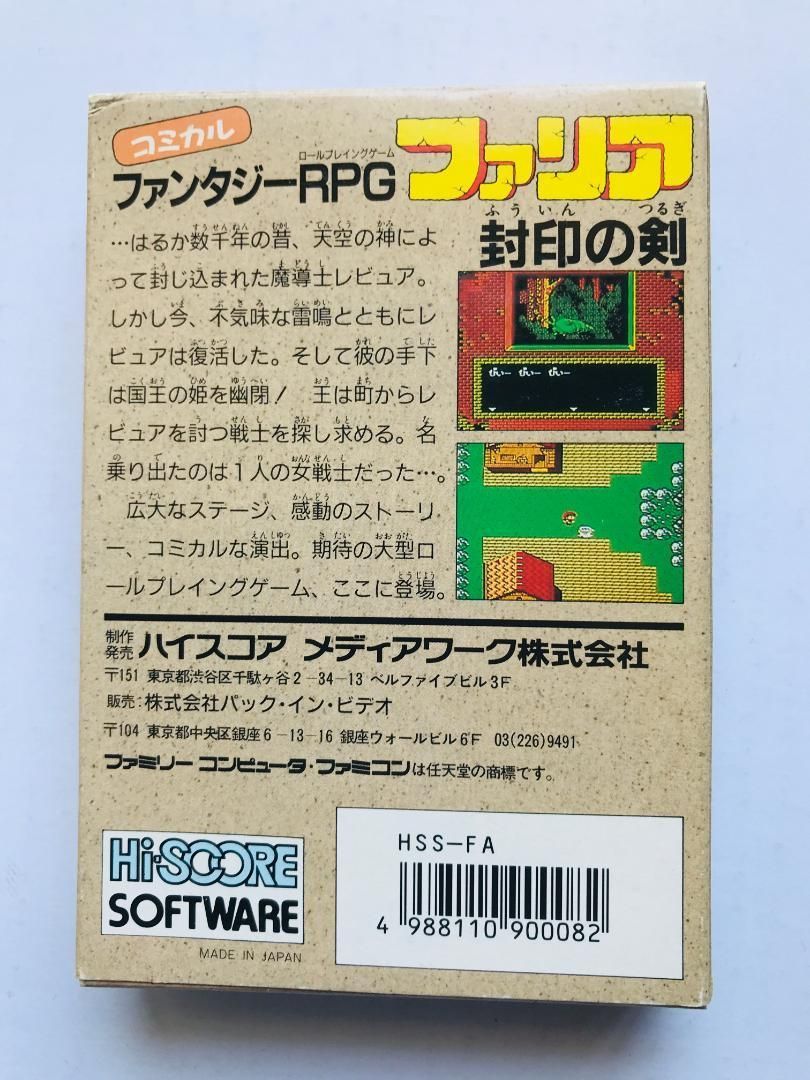 コミカル
ロールプレイングゲーム
ファンタジーRPG
ファリア
ふういん つるぎ
封印の剣
…はるか数千年の昔、天空の神によ
って封じ込まれた魔導士レビュア。
しかし今、不気味な雷鳴とともにレ
ビュアは復活した。そして彼の手下
は国王の姫を幽閉! 王は町からレ
ビュアを討つ戦士を探し求める。名
乗り出たのは1人の女戦士だった…。
広大なステージ、感動のストーリ
ー、コミカルな演出。期待の大型ロ
ールプレイングゲーム、ここに登場。
ぴぃー ぴぃー ぴぃー
制作
発売 ハイスコア メディアワーク株式会社
〒151 東京都渋谷区千駄ヶ谷2-34-13 ベルファイブビル3F
販売:株式会社パック・イン・ビデオ
〒104 東京都中央区銀座6-13-16 銀座ウォールビル6F 03(226)9491
ファミリーコンピュータ・ファミコンは任天堂の商標です。
Hi-SCORE
SOFTWARE
MADE IN JAPAN
HSS-FA
4 988110 900082